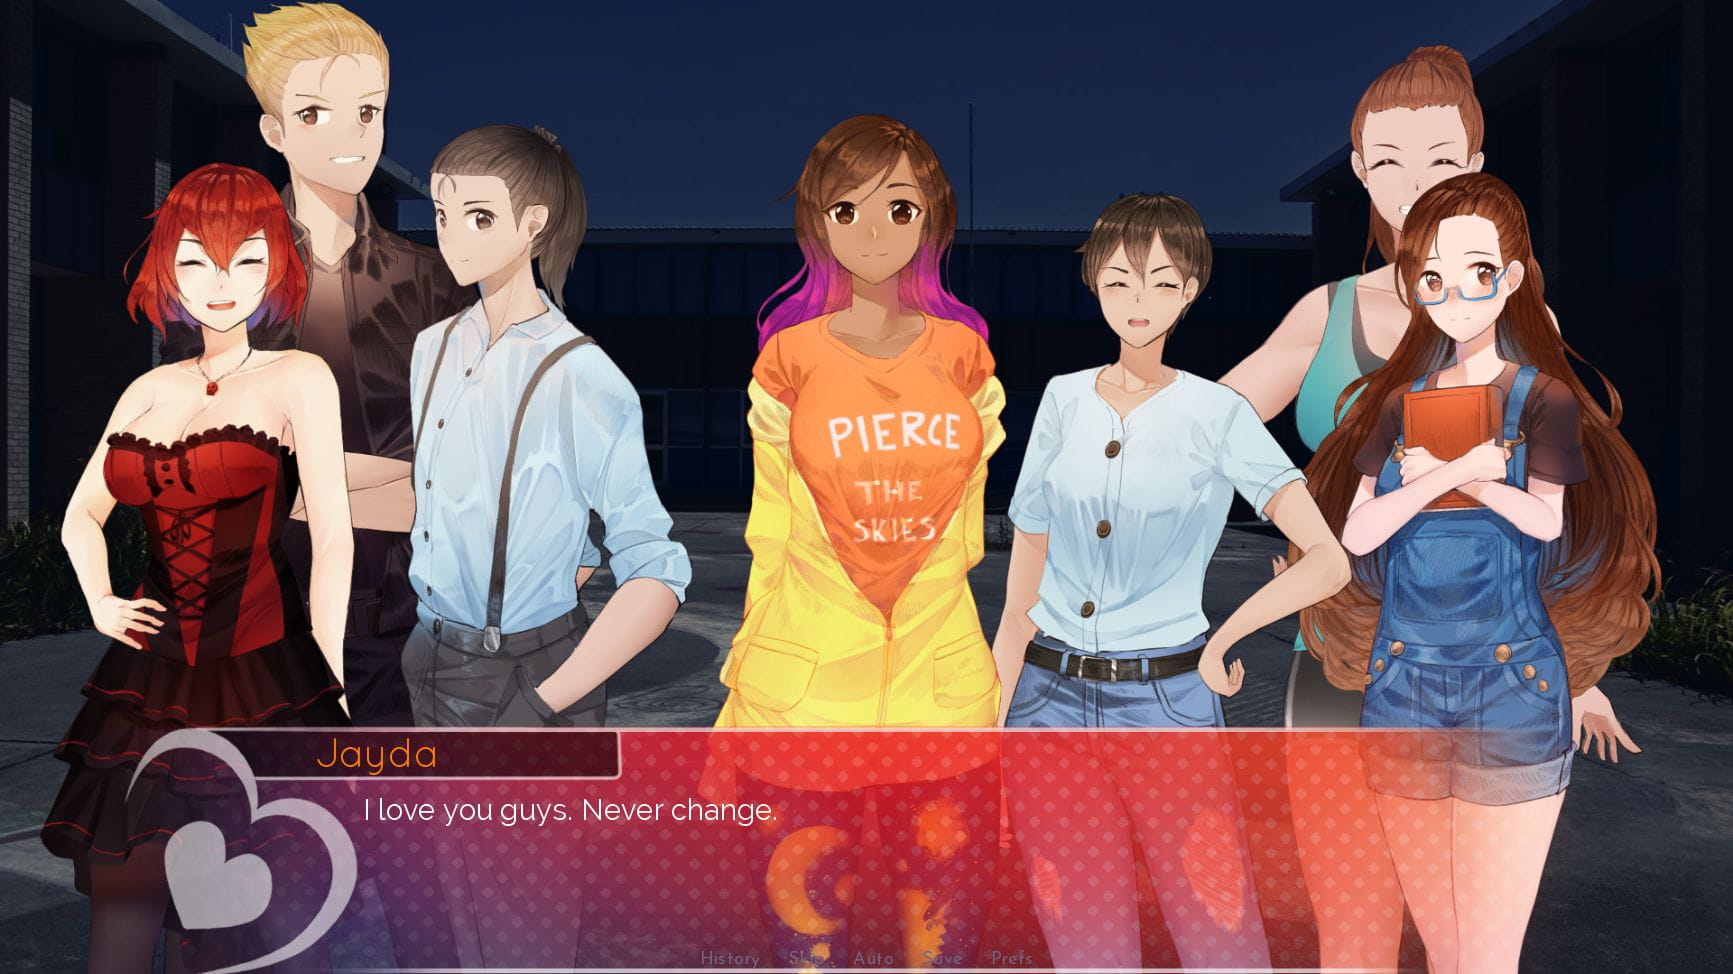 PIERCE
THE
SKIES
Jayda
I love you guys. Never change.
History Skip Auto Save Prefs